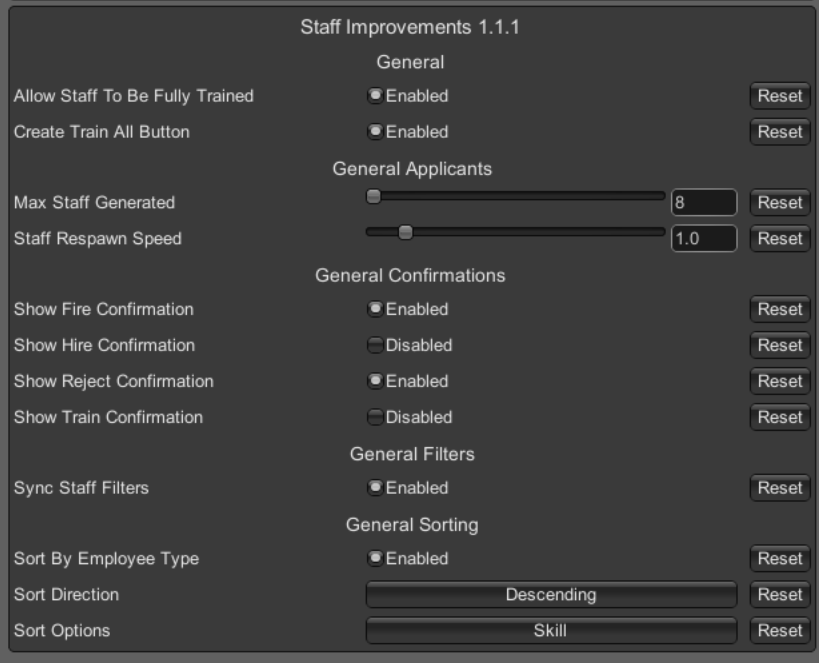 Staff Improvements 1.1.1
General
Allow Staff To Be Fully Trained Enabled Reset
Create Train All Button Enabled Reset
General Applicants
Max Staff Generated 8 Reset
Staff Respawn Speed 1.0 Reset
General Confirmations
Show Fire Confirmation Enabled Reset
Show Hire Confirmation Disabled Reset
Show Reject Confirmation Enabled Reset
Show Train Confirmation Disabled Reset
General Filters
Sync Staff Filters Enabled Reset
General Sorting
Sort By Employee Type Enabled Reset
Sort Direction Descending Reset
Sort Options Skill Reset